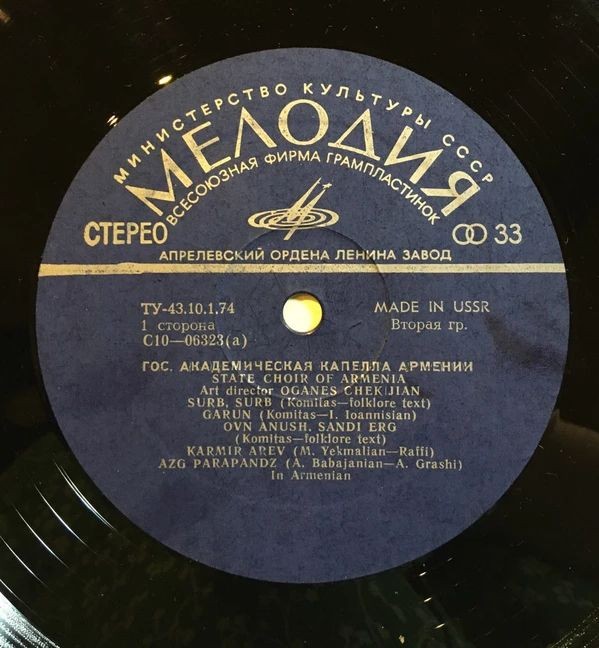 МИНИСТЕРСТВО КУЛЬТУРЫ СССР
МЕЛОДИЯ
ВСЕСОЮЗНАЯ ФИРМА ГРАМПЛАСТИНОК
СТЕРЕО
33
АПРЕЛЕВСКИЙ ОРДЕНА ЛЕНИНА ЗАВОД
ТУ-43.10.1.74
MADE IN USSR
1 сторона
Вторая гр.
С10—06323(а)
ГОС. АКАДЕМИЧЕСКАЯ КАПЕЛЛА АРМЕНИИ
STATE CHOIR OF ARMENIA
Art director OGANES CHEKIJIAN
SURB, SURB (Komitas—folklore text)
GARUN (Komitas—I. Ioannisian)
OVN ANUSH, SANDI ERG
(Komitas—folklore text)
KARMIR AREV (M. Yekmalian—Raffi)
AZG PARAPANDZ (A. Babajanian—A. Grashi)
In Armenian